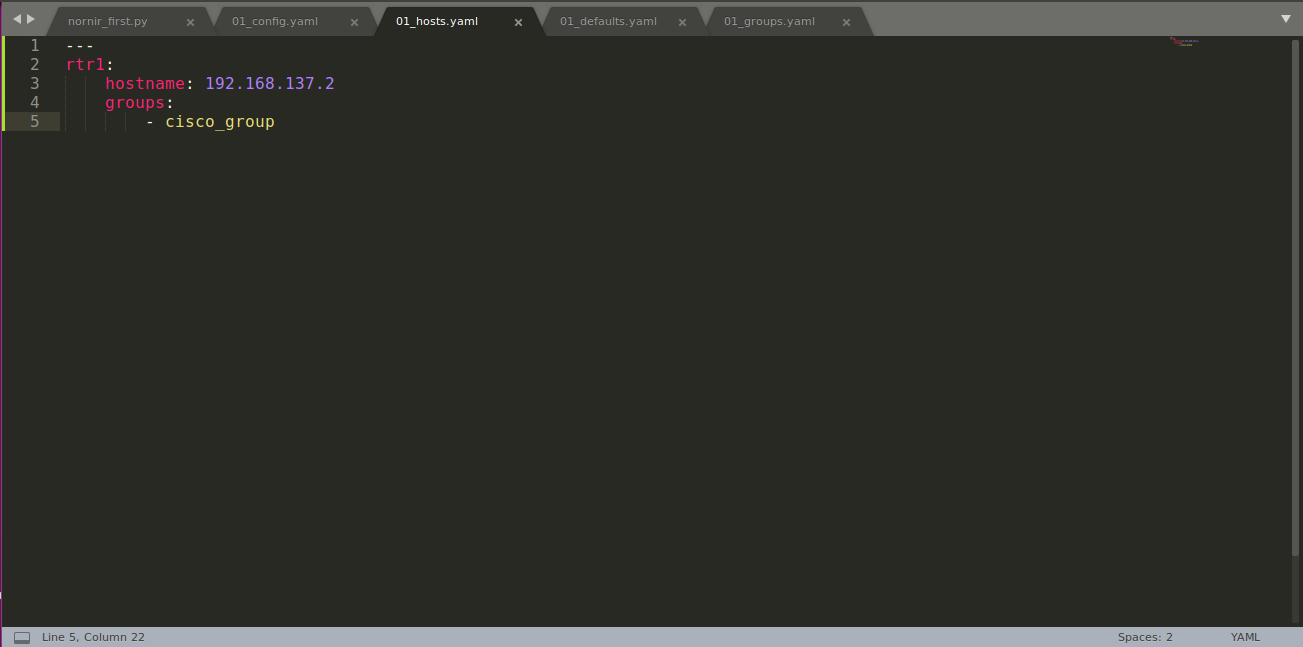 nornir_first.py × 01_config.yaml × 01_hosts.yaml × 01_defaults.yaml × 01_groups.yaml ×
1 ---
2 rtr1:
3     hostname: 192.168.137.2
4     groups:
5         - cisco_group
Line 5, Column 22 Spaces: 2 YAML